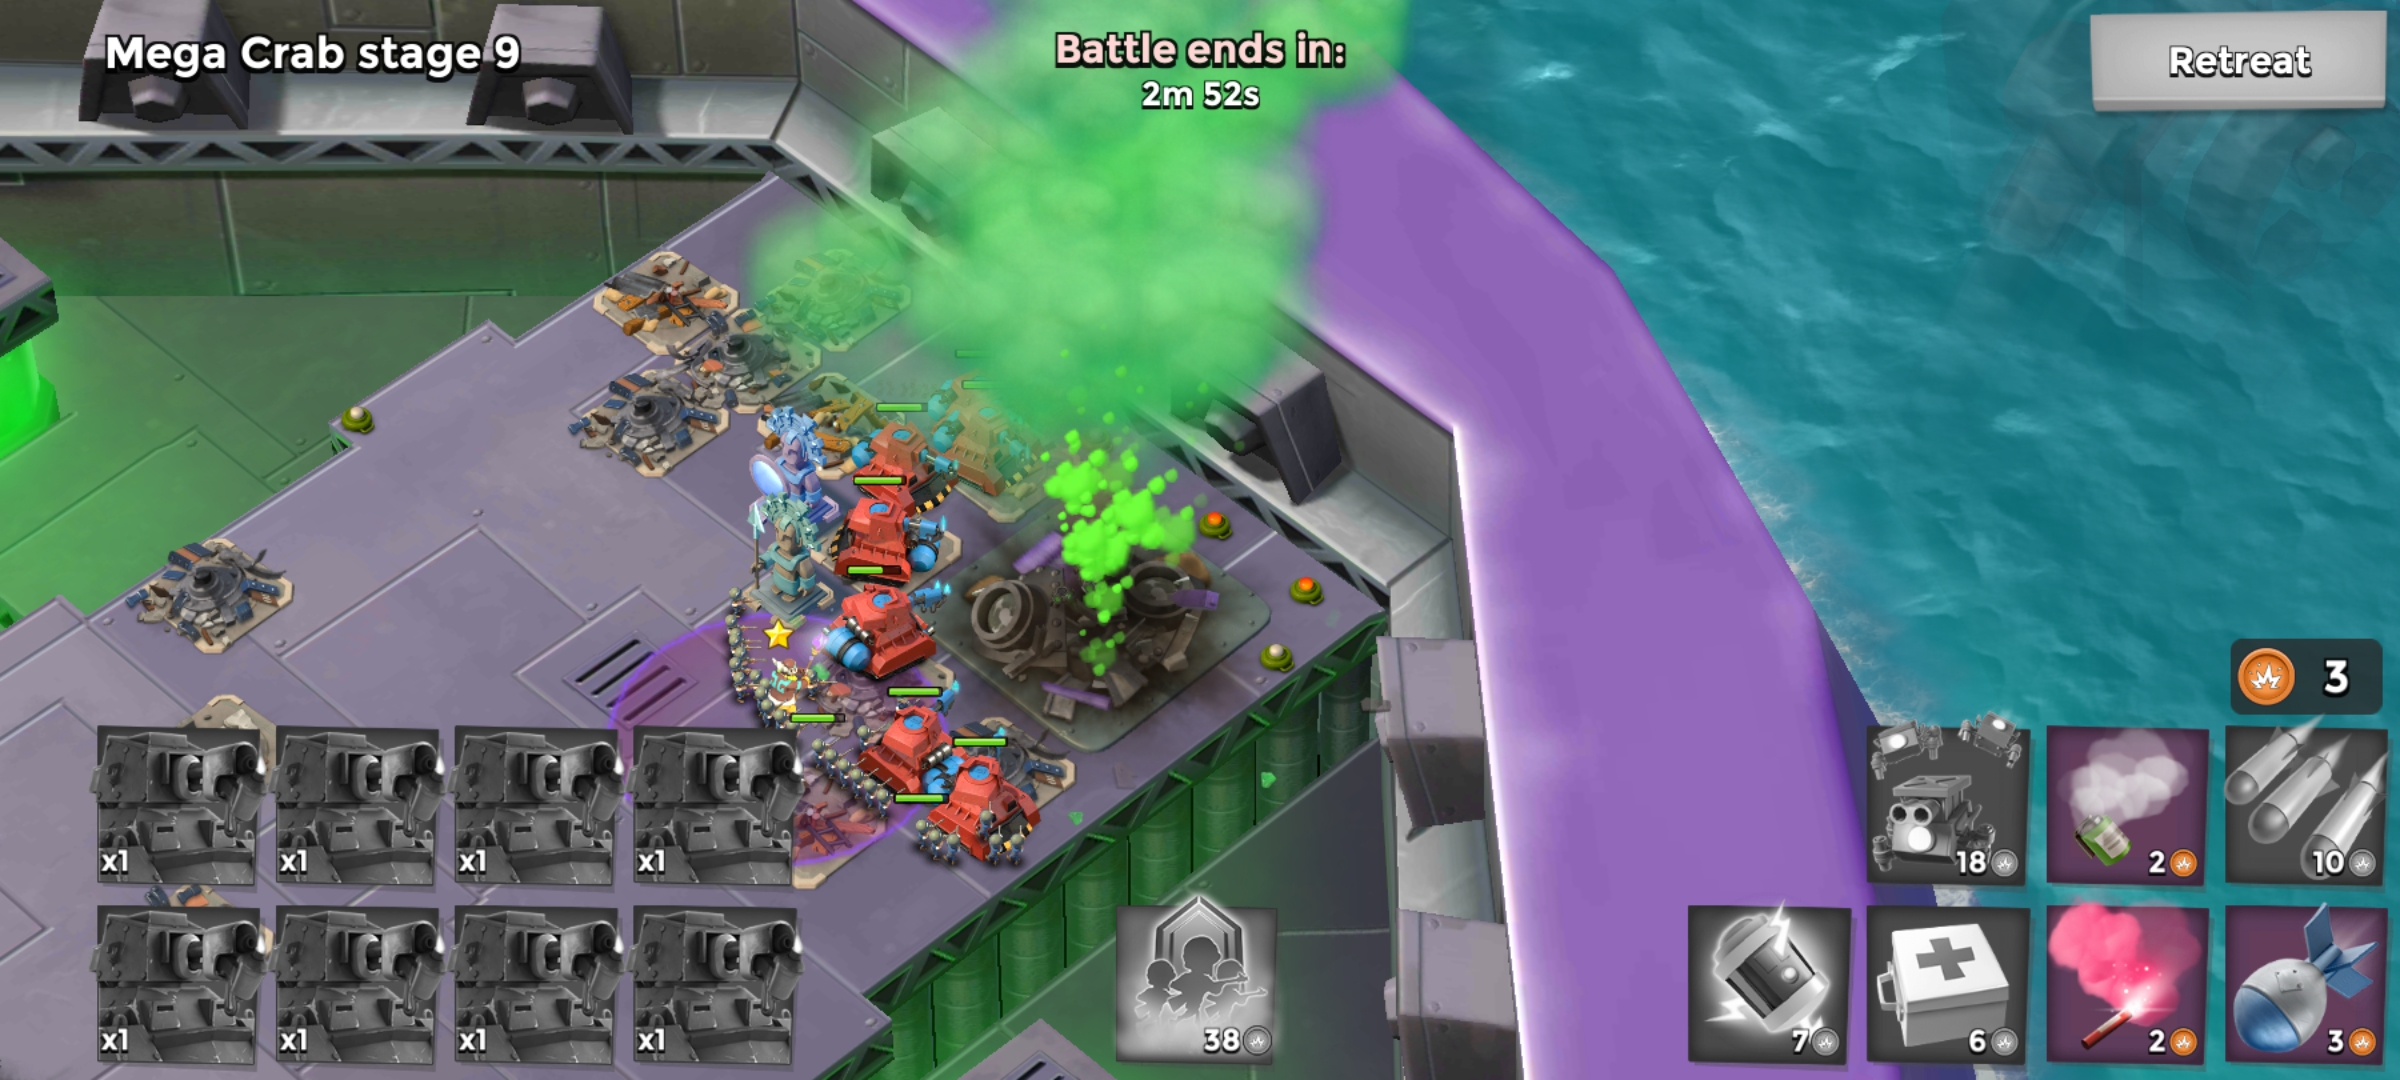 Mega Crab stage 9
Battle ends in:
2m 52s
Retreat
3
x1
x1
x1
x1
18
2
10
x1
x1
x1
x1
38
7
6
2
3